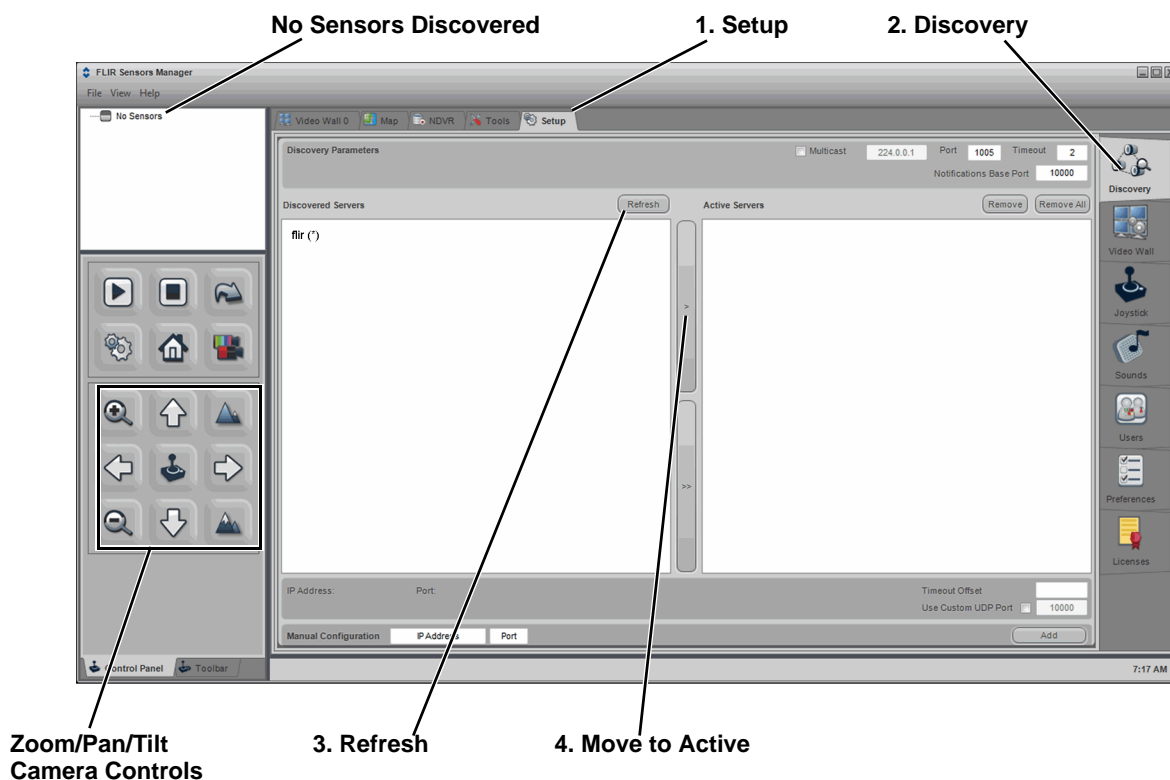 No Sensors Discovered
1. Setup
2. Discovery
FLIR Sensors Manager
File View Help
No Sensors
Video Wall 0 Map NDVR Tools Setup
Discovery Parameters
Multicast 224.0.0.1 Port 1005 Timeout 2
Notifications Base Port 10000
Discovered Servers Refresh
Active Servers Remove Remove All
flir (*)
>
>>
Discovery
Video Wall
Joystick
Sounds
Users
Preferences
Licenses
IP Address: Port:
Timeout Offset
Use Custom UDP Port 10000
Manual Configuration IP Address Port Add
Control Panel Toolbar
7:17 AM
Zoom/Pan/Tilt
Camera Controls
3. Refresh
4. Move to Active